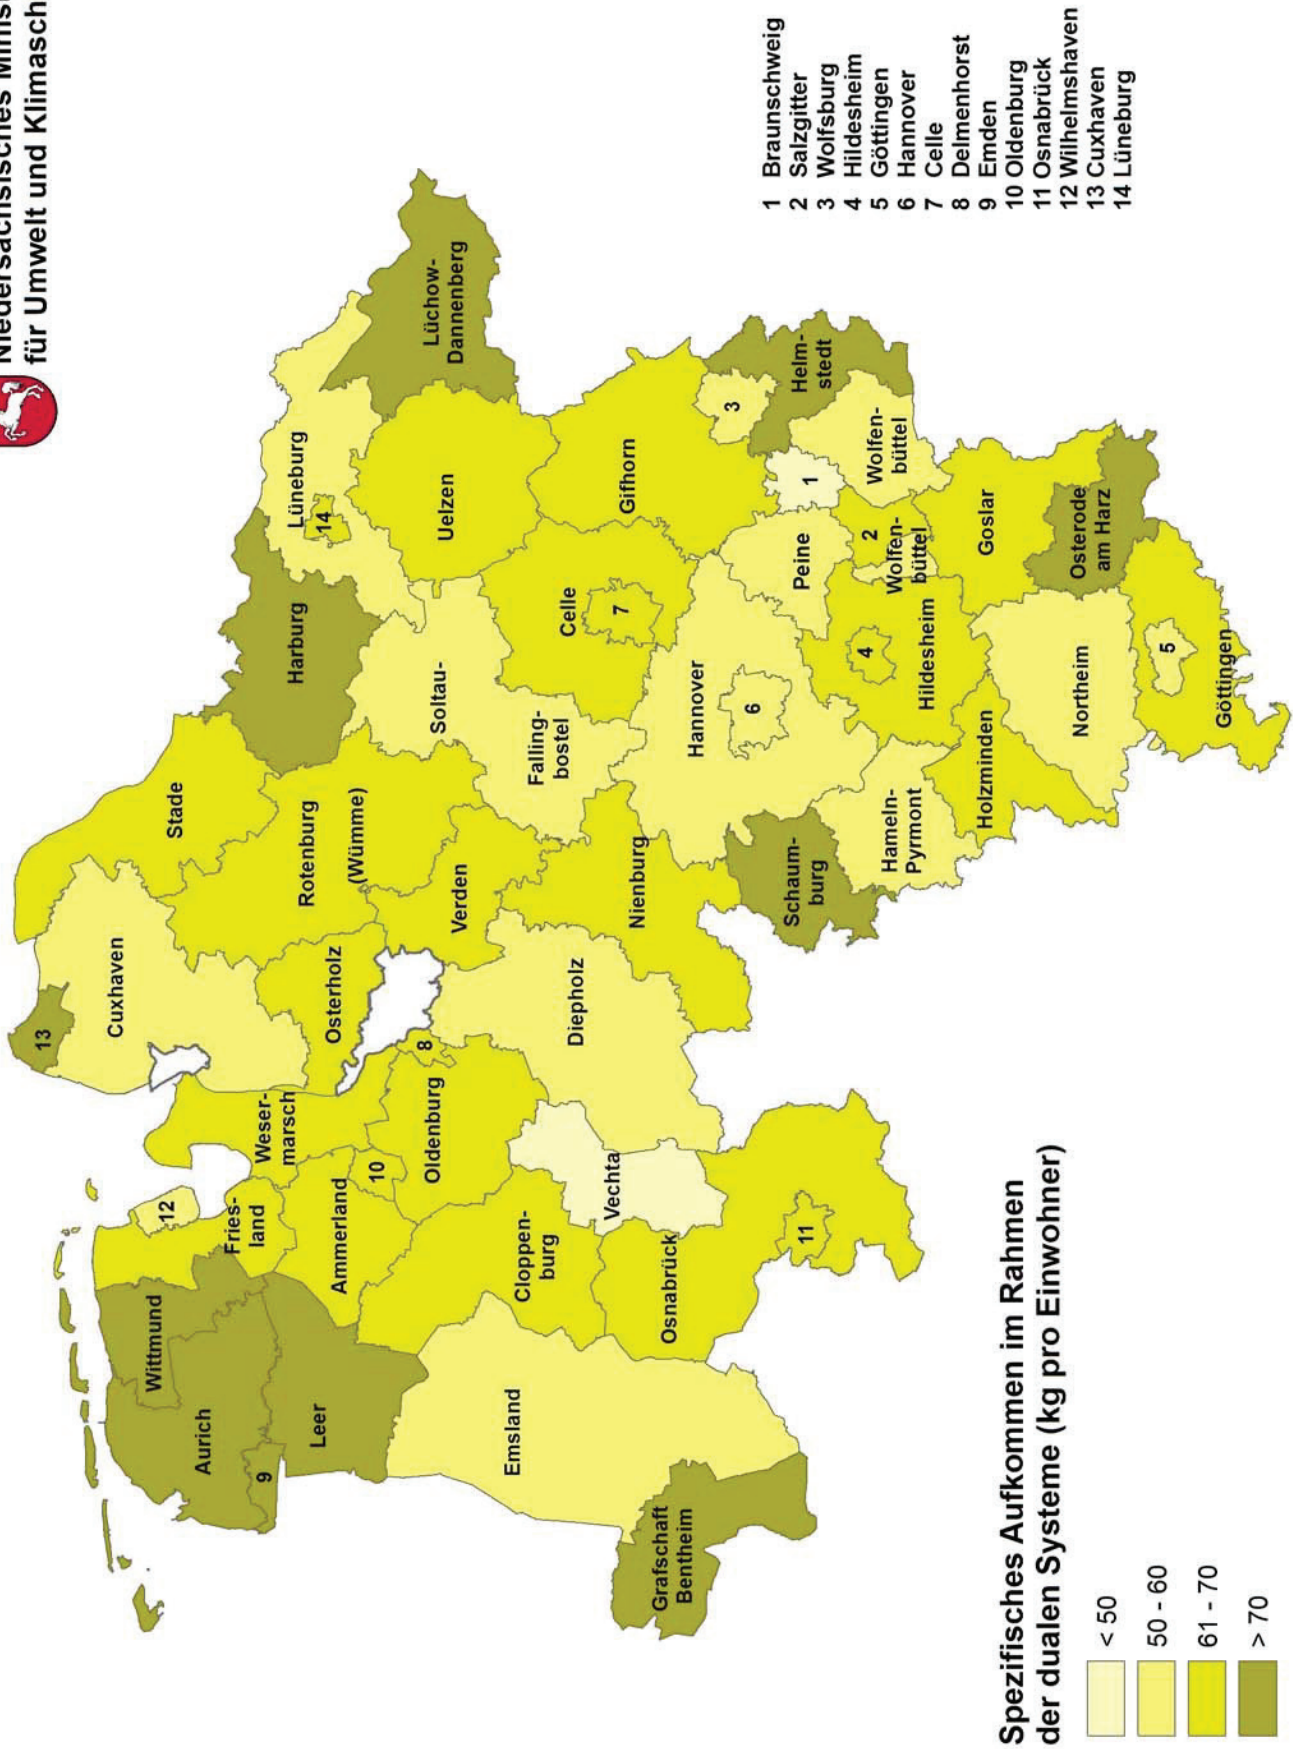 für Umwelt und Klimasch
13
Cuxhaven
Stade
Harburg
Lüneburg
14
Lüchow-
Dannenberg
12
Wittmund
Aurich
9
Fries-
land
Weser-
marsch
Osterholz
Rotenburg
(Wümme)
Soltau-
Uelzen
Leer
Ammerland
10
Oldenburg
8
Verden
Falling-
bostel
Celle
7
Gifhorn
Emsland
Cloppen-
burg
Vechta
Diepholz
Nienburg
Hannover
6
Peine
1
3
Helm-
stedt
Grafschaft
Bentheim
Osnabrück
11
Schaum-
burg
Hameln-
Pyrmont
Hildesheim
4
2
Wolfen-
büttel
Wolfen-
büttel
Holzminden
Northeim
Goslar
Osterode
am Harz
5
Göttingen
1 Braunschweig
2 Salzgitter
3 Wolfsburg
4 Hildesheim
5 Göttingen
6 Hannover
7 Celle
8 Delmenhorst
9 Emden
10 Oldenburg
11 Osnabrück
12 Wilhelmshaven
13 Cuxhaven
14 Lüneburg
Spezifisches Aufkommen im Rahmen
der dualen Systeme (kg pro Einwohner)
< 50
50 - 60
61 - 70
> 70